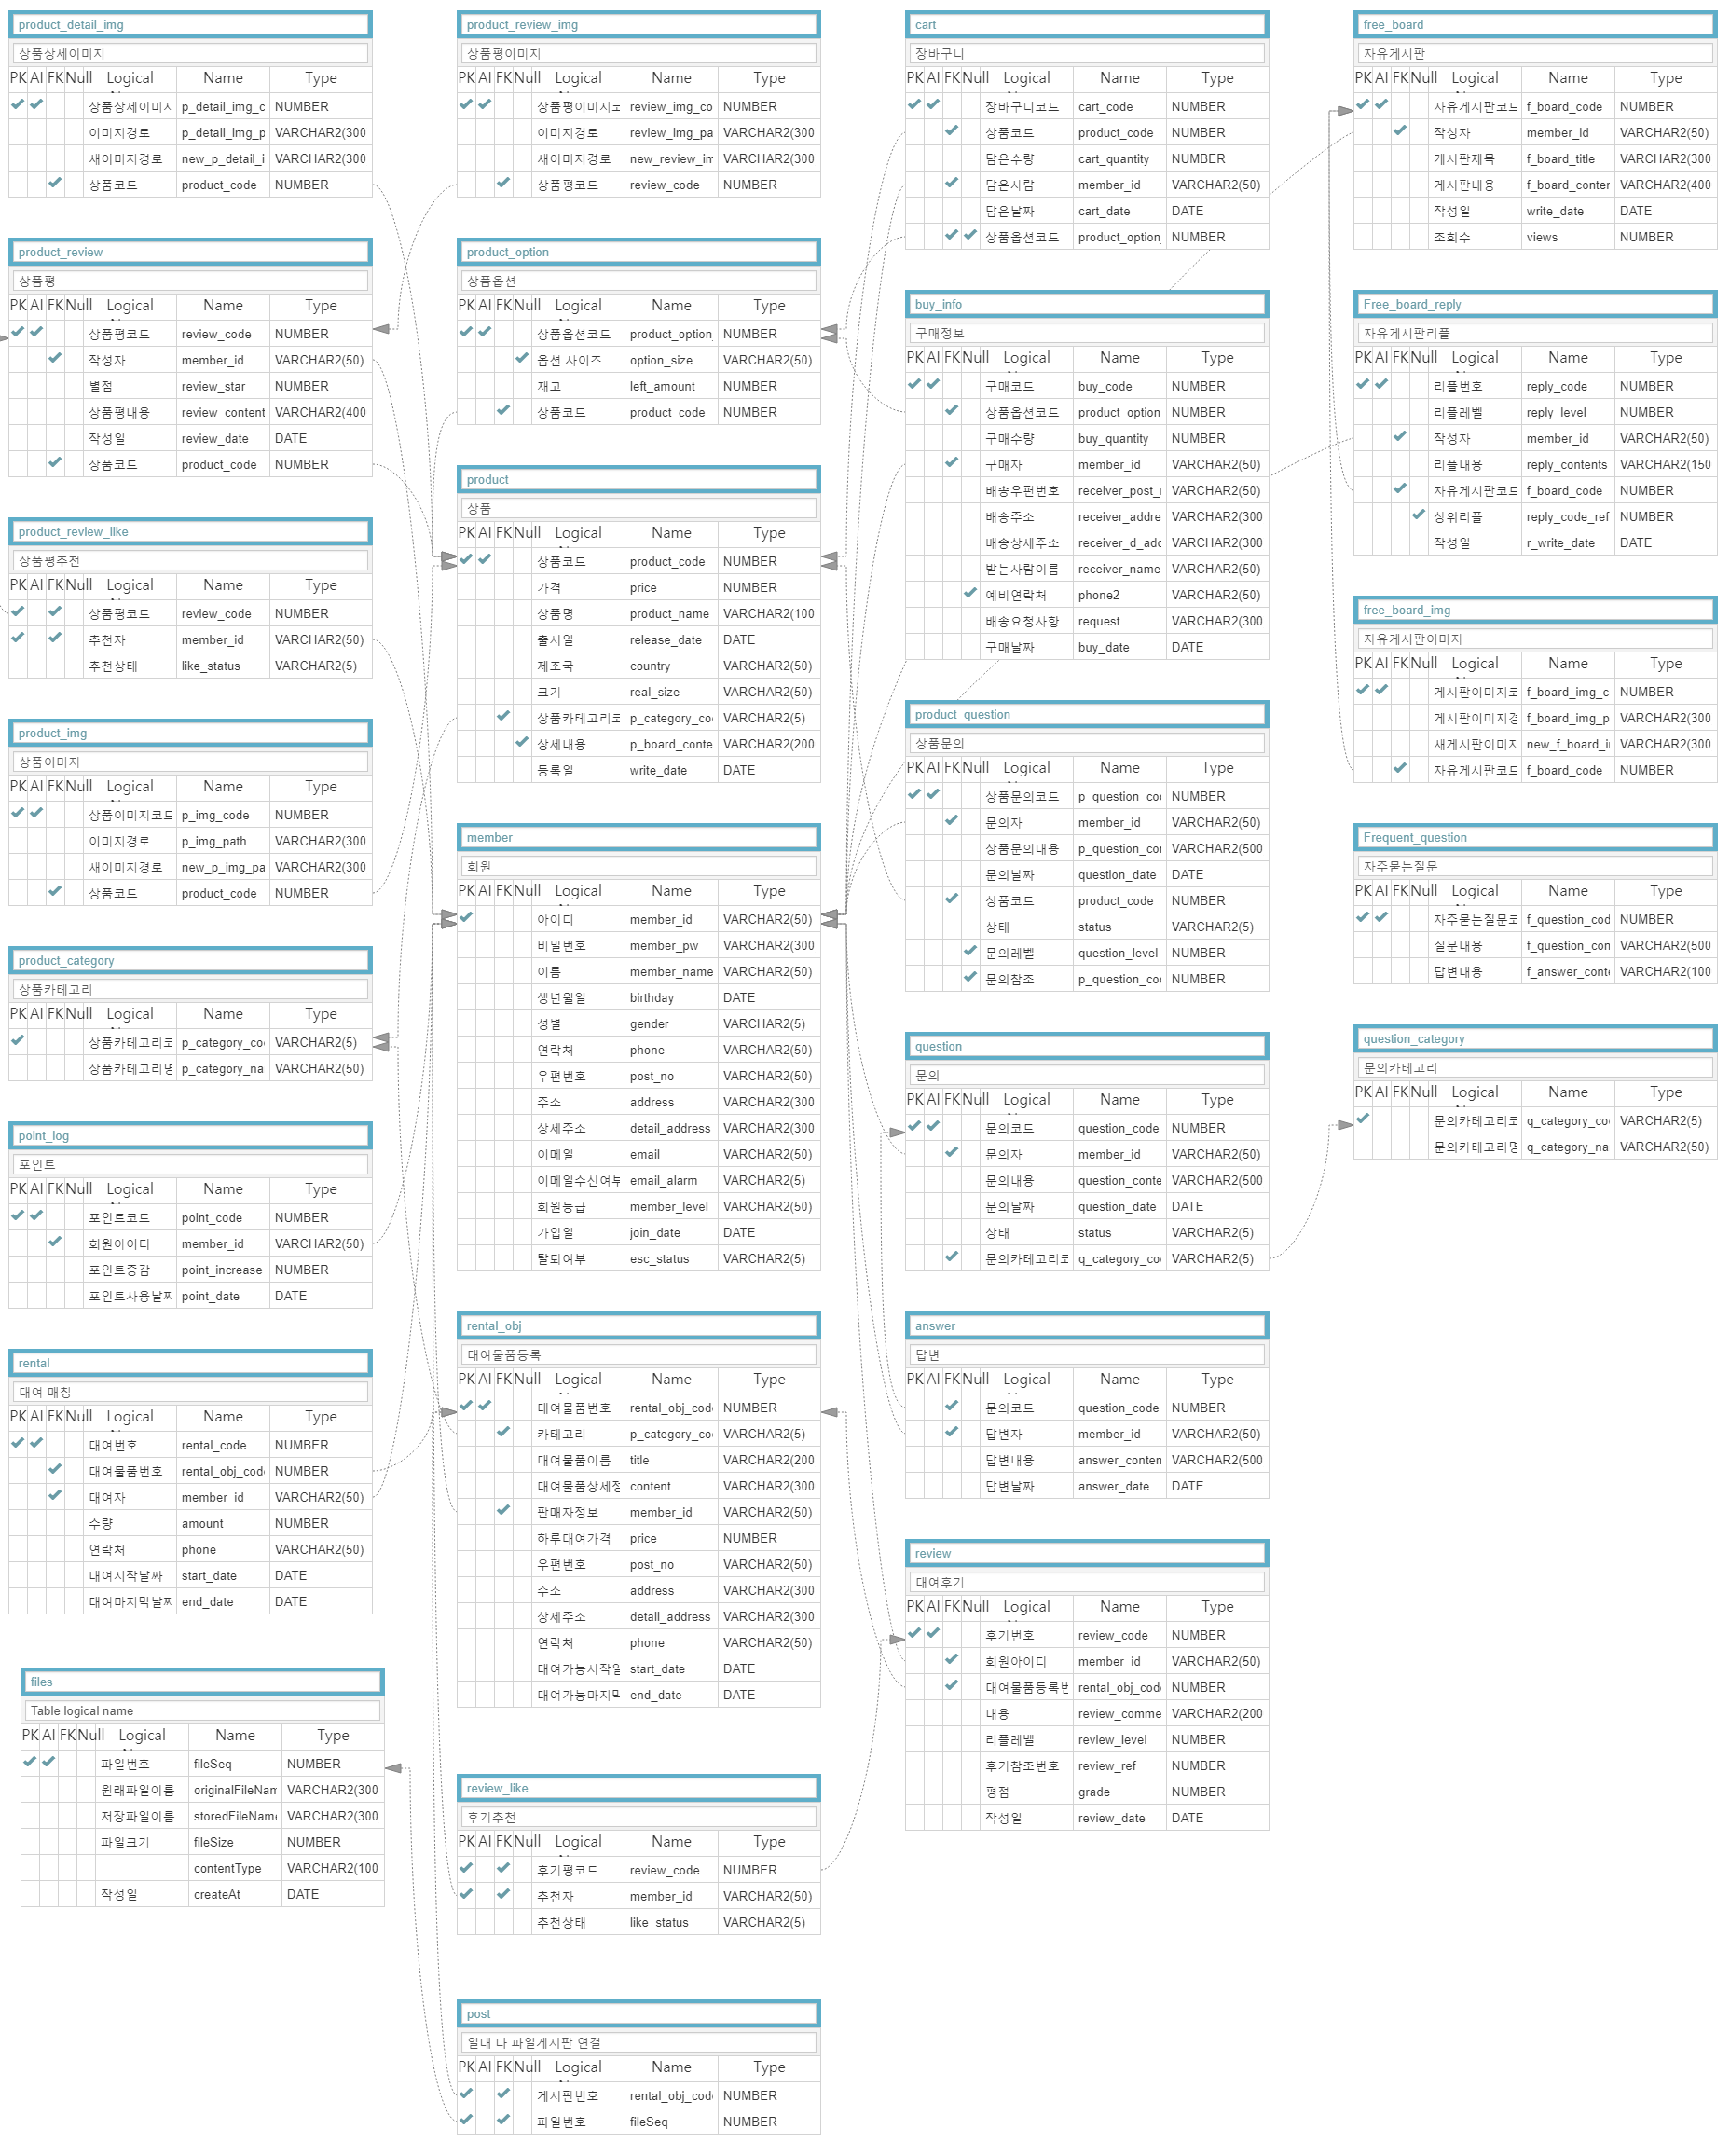 product_detail_img
상품상세이미지
PK AI FK Null Logical Name Type
상품상세이미지 p_detail_img_c NUMBER
이미지경로 p_detail_img_p VARCHAR2(300
새이미지경로 new_p_detail_i VARCHAR2(300
상품코드 product_code NUMBER
product_review
상품평
PK AI FK Null Logical Name Type
상품평코드 review_code NUMBER
작성자 member_id VARCHAR2(50)
별점 review_star NUMBER
상품평내용 review_content VARCHAR2(400
작성일 review_date DATE
상품코드 product_code NUMBER
product_review_like
상품평추천
PK AI FK Null Logical Name Type
상품평코드 review_code NUMBER
추천자 member_id VARCHAR2(50)
추천상태 like_status VARCHAR2(5)
product_img
상품이미지
PK AI FK Null Logical Name Type
상품이미지코드 p_img_code NUMBER
이미지경로 p_img_path VARCHAR2(300
새이미지경로 new_p_img_pa VARCHAR2(300
상품코드 product_code NUMBER
product_category
상품카테고리
PK AI FK Null Logical Name Type
상품카테고리코 p_category_co VARCHAR2(5)
상품카테고리명 p_category_na VARCHAR2(50)
point_log
포인트
PK AI FK Null Logical Name Type
포인트코드 point_code NUMBER
회원아이디 member_id VARCHAR2(50)
포인트증감 point_increase NUMBER
포인트사용날짜 point_date DATE
rental
대여 매칭
PK AI FK Null Logical Name Type
대여번호 rental_code NUMBER
대여물품번호 rental_obj_code NUMBER
대여자 member_id VARCHAR2(50)
수량 amount NUMBER
연락처 phone VARCHAR2(50)
대여시작날짜 start_date DATE
대여마지막날짜 end_date DATE
files
Table logical name
PK AI FK Null Logical Name Type
파일번호 fileSeq NUMBER
원래파일이름 originalFileNam VARCHAR2(300
저장파일이름 storedFileName VARCHAR2(300
파일크기 fileSize NUMBER
contentType VARCHAR2(100
작성일 createAt DATE
product_review_img
상품평이미지
PK AI FK Null Logical Name Type
상품평이미지코 review_img_co NUMBER
이미지경로 review_img_pa VARCHAR2(300
새이미지경로 new_review_im VARCHAR2(300
상품평코드 review_code NUMBER
product_option
상품옵션
PK AI FK Null Logical Name Type
상품옵션코드 product_option_ NUMBER
옵션 사이즈 option_size VARCHAR2(50)
재고 left_amount NUMBER
상품코드 product_code NUMBER
product
상품
PK AI FK Null Logical Name Type
상품코드 product_code NUMBER
가격 price NUMBER
상품명 product_name VARCHAR2(100
출시일 release_date DATE
제조국 country VARCHAR2(50)
크기 real_size VARCHAR2(50)
상품카테고리코 p_category_co VARCHAR2(5)
상세내용 p_board_conte VARCHAR2(200
등록일 write_date DATE
member
회원
PK AI FK Null Logical Name Type
아이디 member_id VARCHAR2(50)
비밀번호 member_pw VARCHAR2(300
이름 member_name VARCHAR2(50)
생년월일 birthday DATE
성별 gender VARCHAR2(5)
연락처 phone VARCHAR2(50)
우편번호 post_no VARCHAR2(50)
주소 address VARCHAR2(300
상세주소 detail_address VARCHAR2(300
이메일 email VARCHAR2(50)
이메일수신여부 email_alarm VARCHAR2(5)
회원등급 member_level VARCHAR2(50)
가입일 join_date DATE
탈퇴여부 esc_status VARCHAR2(5)
rental_obj
대여물품등록
PK AI FK Null Logical Name Type
대여물품번호 rental_obj_code NUMBER
카테고리 p_category_co VARCHAR2(5)
대여물품이름 title VARCHAR2(200
대여물품상세정 content VARCHAR2(300
판매자정보 member_id VARCHAR2(50)
하루대여가격 price NUMBER
우편번호 post_no VARCHAR2(50)
주소 address VARCHAR2(300
상세주소 detail_address VARCHAR2(300
연락처 phone VARCHAR2(50)
대여가능시작일 start_date DATE
대여가능마지막 end_date DATE
review_like
후기추천
PK AI FK Null Logical Name Type
후기평코드 review_code NUMBER
추천자 member_id VARCHAR2(50)
추천상태 like_status VARCHAR2(5)
post
일대 다 파일게시판 연결
PK AI FK Null Logical Name Type
게시판번호 rental_obj_code NUMBER
파일번호 fileSeq NUMBER
cart
장바구니
PK AI FK Null Logical Name Type
장바구니코드 cart_code NUMBER
상품코드 product_code NUMBER
담은수량 cart_quantity NUMBER
담은사람 member_id VARCHAR2(50)
담은날짜 cart_date DATE
상품옵션코드 product_option_ NUMBER
buy_info
구매정보
PK AI FK Null Logical Name Type
구매코드 buy_code NUMBER
상품옵션코드 product_option_ NUMBER
구매수량 buy_quantity NUMBER
구매자 member_id VARCHAR2(50)
배송우편번호 receiver_post_ VARCHAR2(50)
배송주소 receiver_addre VARCHAR2(300
배송상세주소 receiver_d_adc VARCHAR2(300
받는사람이름 receiver_name VARCHAR2(50)
예비연락처 phone2 VARCHAR2(50)
배송요청사항 request VARCHAR2(300
구매날짜 buy_date DATE
product_question
상품문의
PK AI FK Null Logical Name Type
상품문의코드 p_question_co NUMBER
문의자 member_id VARCHAR2(50)
상품문의내용 p_question_con VARCHAR2(500
문의날짜 question_date DATE
상품코드 product_code NUMBER
상태 status VARCHAR2(5)
문의레벨 question_level NUMBER
문의참조 p_question_co NUMBER
question
문의
PK AI FK Null Logical Name Type
문의코드 question_code NUMBER
문의자 member_id VARCHAR2(50)
문의내용 question_conte VARCHAR2(500
문의날짜 question_date DATE
상태 status VARCHAR2(5)
문의카테고리코 q_category_co VARCHAR2(5)
answer
답변
PK AI FK Null Logical Name Type
문의코드 question_code NUMBER
답변자 member_id VARCHAR2(50)
답변내용 answer_conten VARCHAR2(500
답변날짜 answer_date DATE
review
대여후기
PK AI FK Null Logical Name Type
후기번호 review_code NUMBER
회원아이디 member_id VARCHAR2(50)
대여물품등록번 rental_obj_code NUMBER
내용 review_comme VARCHAR2(200
리플레벨 review_level NUMBER
후기참조번호 review_ref NUMBER
평점 grade NUMBER
작성일 review_date DATE
free_board
자유게시판
PK AI FK Null Logical Name Type
자유게시판코드 f_board_code NUMBER
작성자 member_id VARCHAR2(50)
게시판제목 f_board_title VARCHAR2(300
게시판내용 f_board_conter VARCHAR2(400
작성일 write_date DATE
조회수 views NUMBER
Free_board_reply
자유게시판리플
PK AI FK Null Logical Name Type
리플번호 reply_code NUMBER
리플레벨 reply_level NUMBER
작성자 member_id VARCHAR2(50)
리플내용 reply_contents VARCHAR2(150
자유게시판코드 f_board_code NUMBER
상위리플 reply_code_ref NUMBER
작성일 r_write_date DATE
free_board_img
자유게시판이미지
PK AI FK Null Logical Name Type
게시판이미지코 f_board_img_c NUMBER
게시판이미지경 f_board_img_p VARCHAR2(300
새게시판이미지 new_f_board_i VARCHAR2(300
자유게시판코드 f_board_code NUMBER
Frequent_question
자주묻는질문
PK AI FK Null Logical Name Type
자주묻는질문코 f_question_cod NUMBER
질문내용 f_question_con VARCHAR2(500
답변내용 f_answer_conte VARCHAR2(100
question_category
문의카테고리
PK AI FK Null Logical Name Type
문의카테고리코 q_category_co VARCHAR2(5)
문의카테고리명 q_category_na VARCHAR2(50)